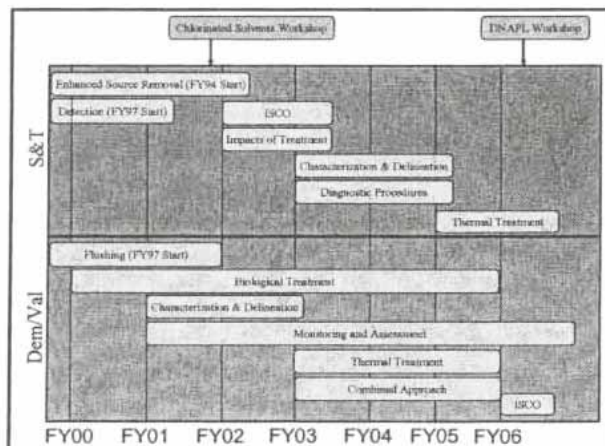 Chlorinated Solvents Workshop
DNAPL Workshop
S&T
Enhanced Source Removal (FY94 Start)
Detection (FY97 Start)
ISCO
Impacts of Treatment
Characterization & Delineation
Diagnostic Procedures
Thermal Treatment
Dem/Val
Flushing (FY97 Start)
Biological Treatment
Characterization & Delineation
Monitoring and Assessment
Thermal Treatment
Combined Approach
ISCO
FY00 FY01 FY02 FY03 FY04 FY05 FY06